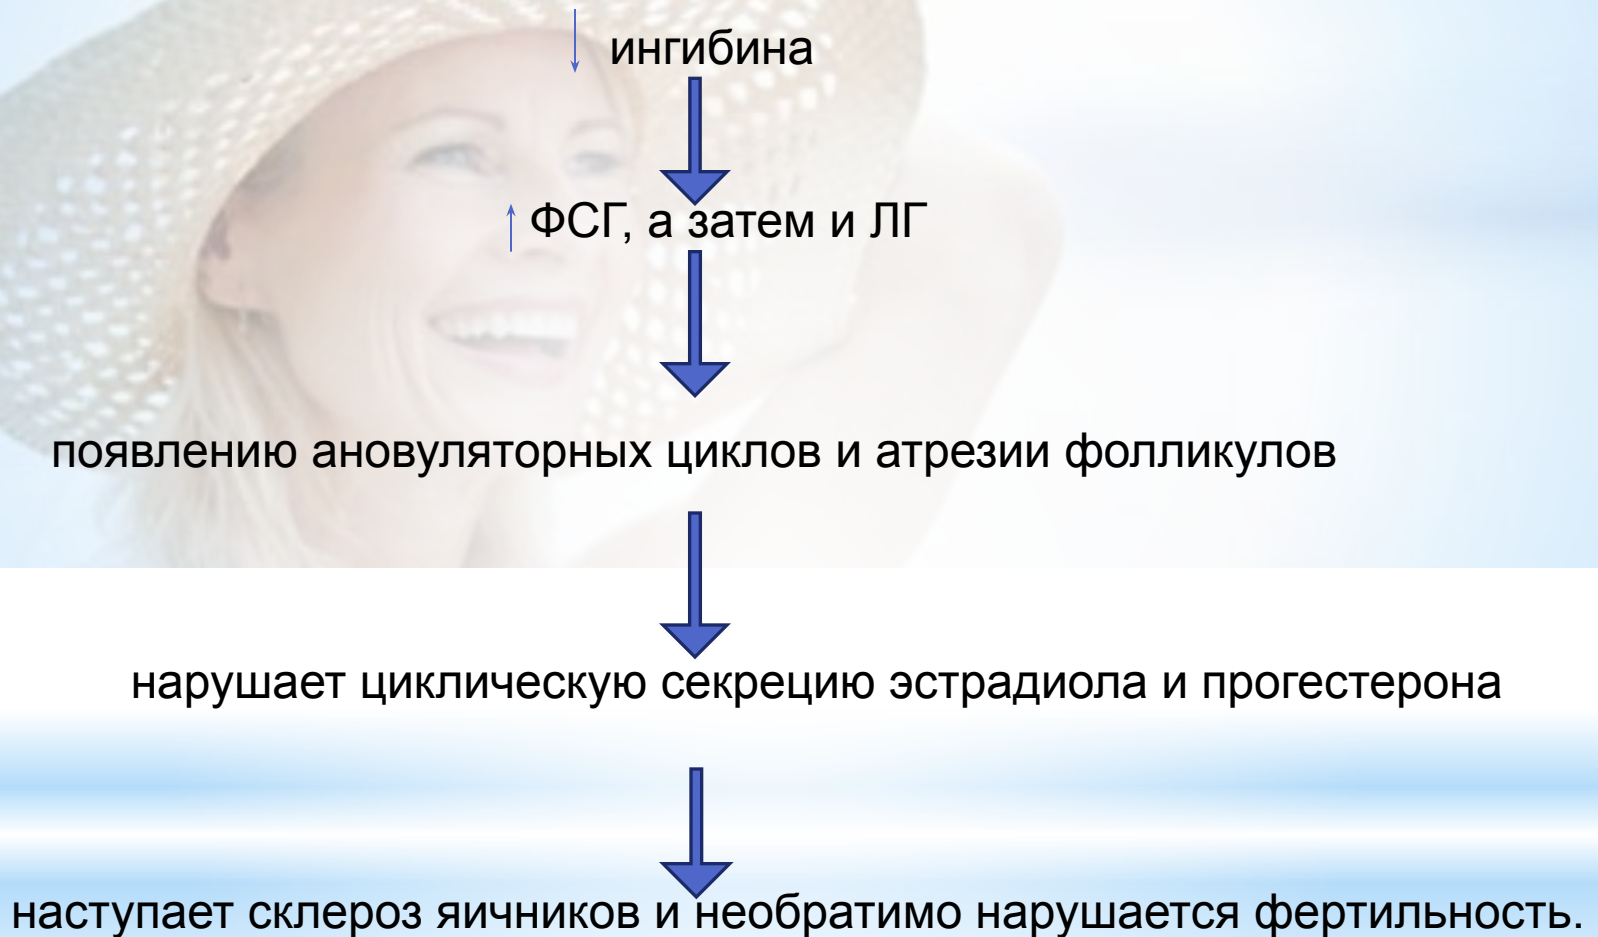 ингибина
ФСГ, а затем и ЛГ
появлению ановуляторных циклов и атрезии фолликулов
нарушает циклическую секрецию эстрадиола и прогестерона
наступает склероз яичников и необратимо нарушается фертильность.